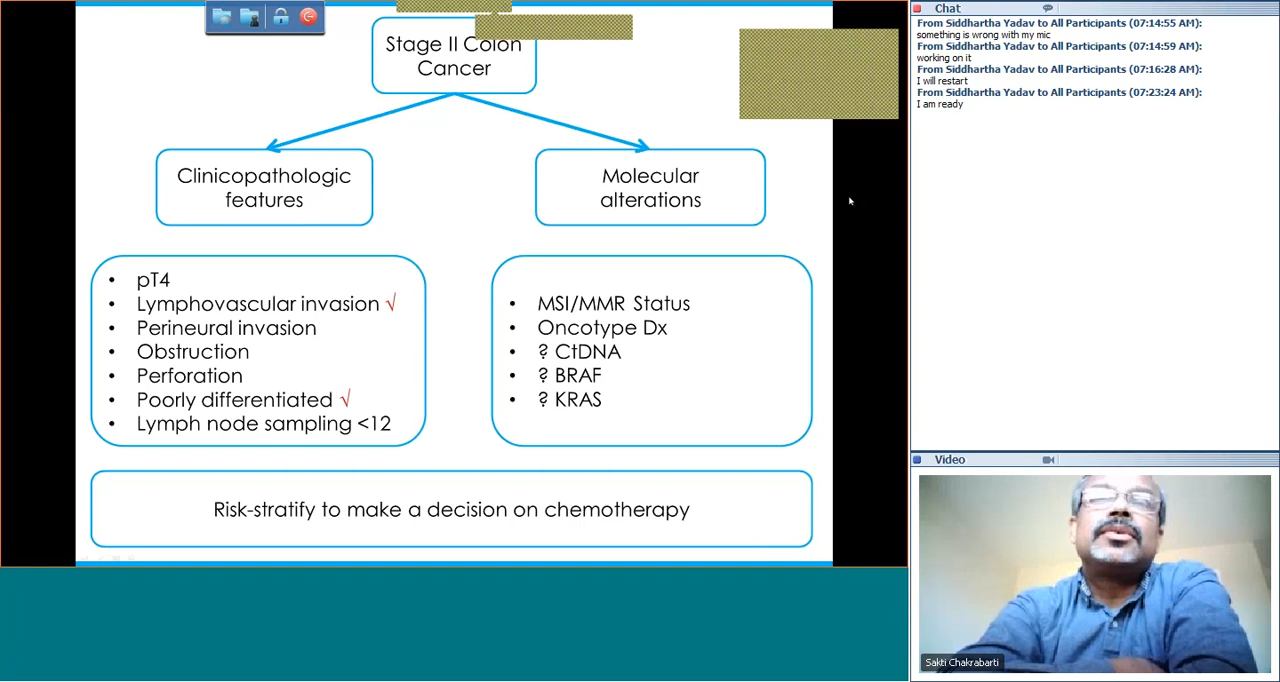 Stage II Colon
Cancer
Clinicopathologic
features
Molecular
alterations
• pT4
• Lymphovascular invasion √
• Perineural invasion
• Obstruction
• Perforation
• Poorly differentiated √
• Lymph node sampling <12
• MSI/MMR Status
• Oncotype Dx
• ? CtDNA
• ? BRAF
• ? KRAS
Risk-stratify to make a decision on chemotherapy
Chat
From Siddhartha Yadav to All Participants (07:14:55 AM):
something is wrong with my mic
From Siddhartha Yadav to All Participants (07:14:59 AM):
working on it
From Siddhartha Yadav to All Participants (07:16:28 AM):
I will restart
From Siddhartha Yadav to All Participants (07:23:24 AM):
I am ready
Video
Sakti Chakrabarti